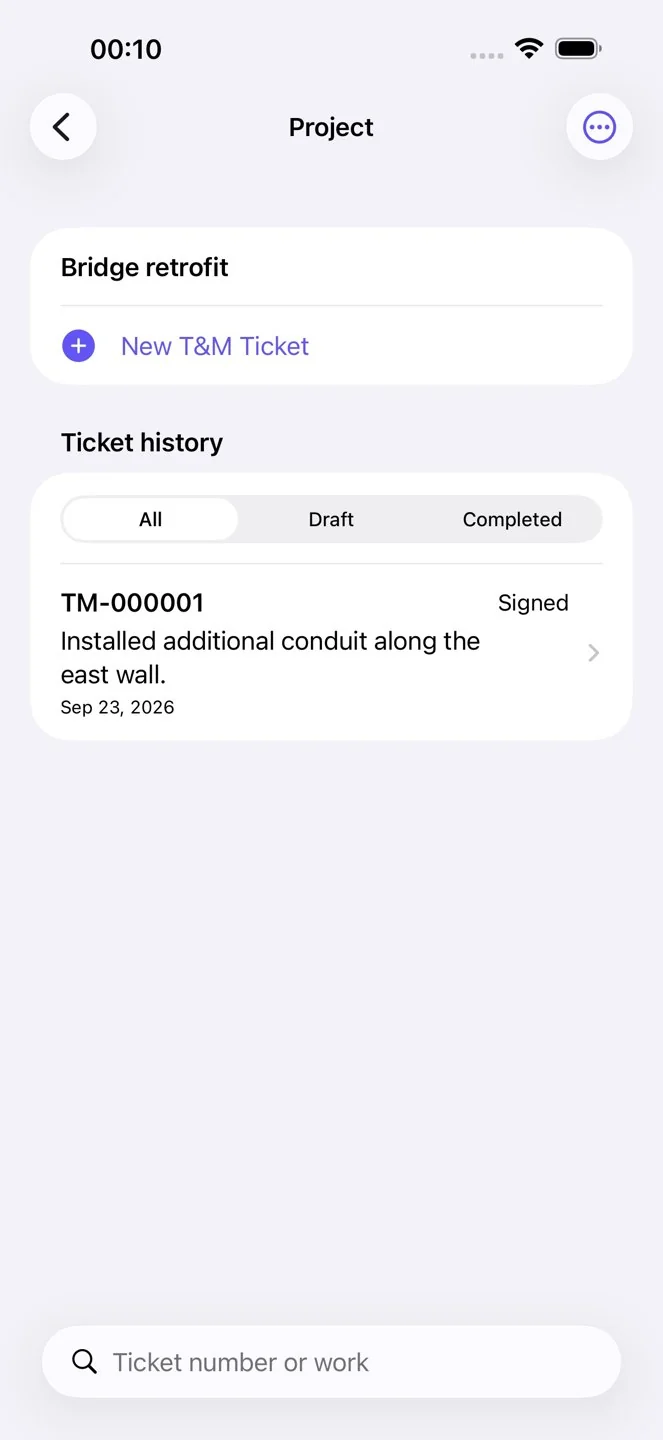 00:10
Project
Bridge retrofit
New T&M Ticket
Ticket history
All Draft Completed
TM-000001 Signed
Installed additional conduit along the
east wall.
Sep 23, 2026
Ticket number or work